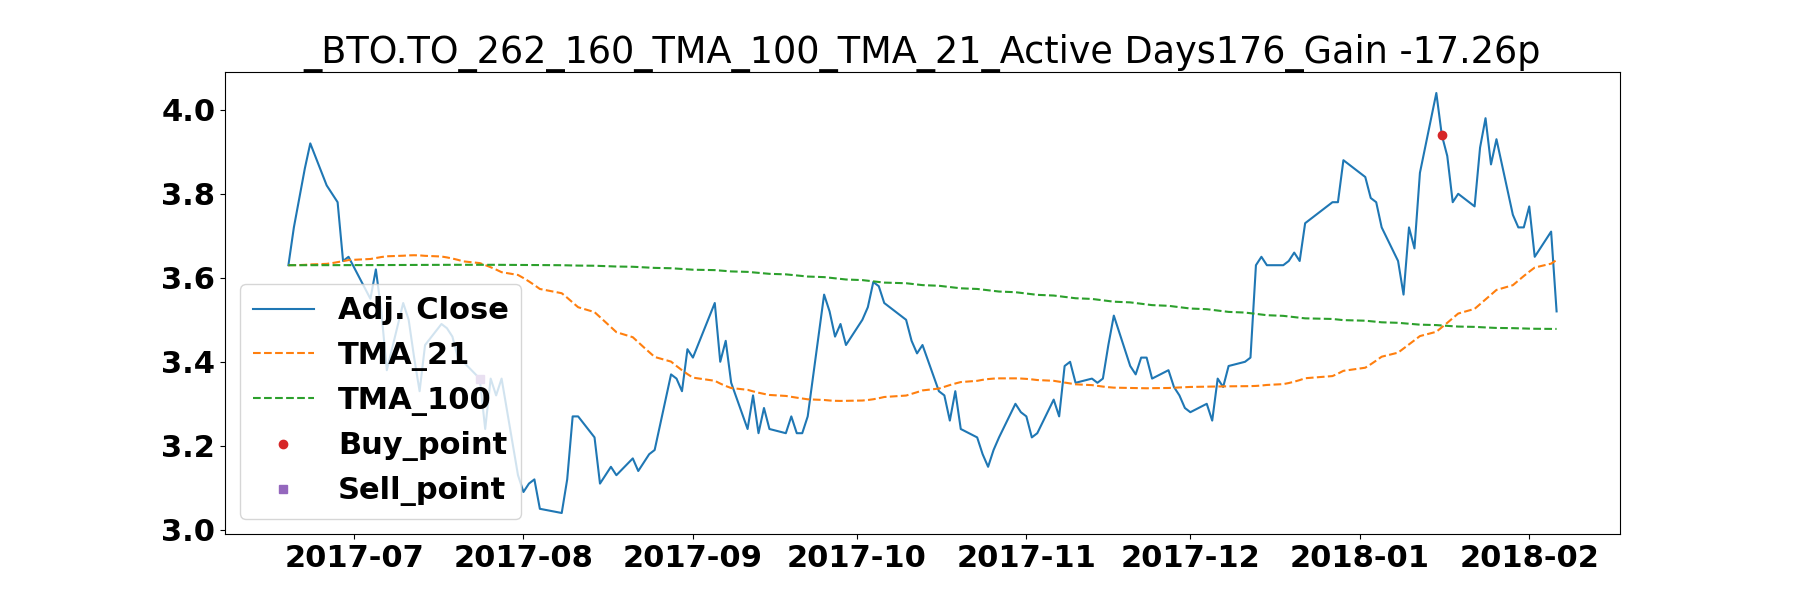 _BTO.TO_262_160_TMA_100_TMA_21_Active Days176_Gain -17.26p
4.0
3.8
3.6
3.4
3.2
3.0
Adj. Close
TMA_21
TMA_100
Buy_point
Sell_point
2017-07 2017-08 2017-09 2017-10 2017-11 2017-12 2018-01 2018-02